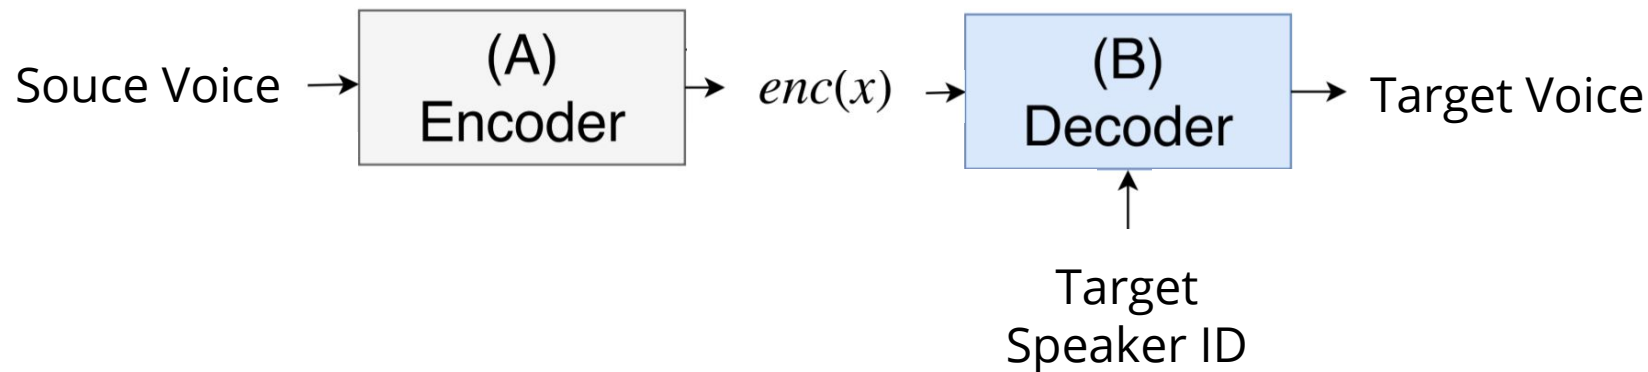 Souce Voice
(A)
Encoder
enc(x)
(B)
Decoder
Target Voice
Target
Speaker ID